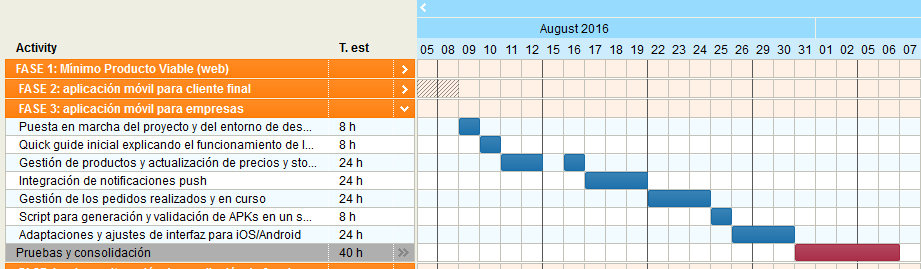 August 2016
Activity T. est 05 08 09 10 11 12 15 16 17 18 19 22 23 24 25 26 29 30 31 01 02 05 06 07
FASE 1: Mínimo Producto Viable (web)
FASE 2: aplicación móvil para cliente final
FASE 3: aplicación móvil para empresas
Puesta en marcha del proyecto y del entorno de des... 8 h
Quick guide inicial explicando el funcionamiento de l... 8 h
Gestión de productos y actualización de precios y sto... 24 h
Integración de notificaciones push 24 h
Gestión de los pedidos realizados y en curso 24 h
Script para generación y validación de APKs en un s... 8 h
Adaptaciones y ajustes de interfaz para iOS/Android 24 h
Pruebas y consolidación 40 h